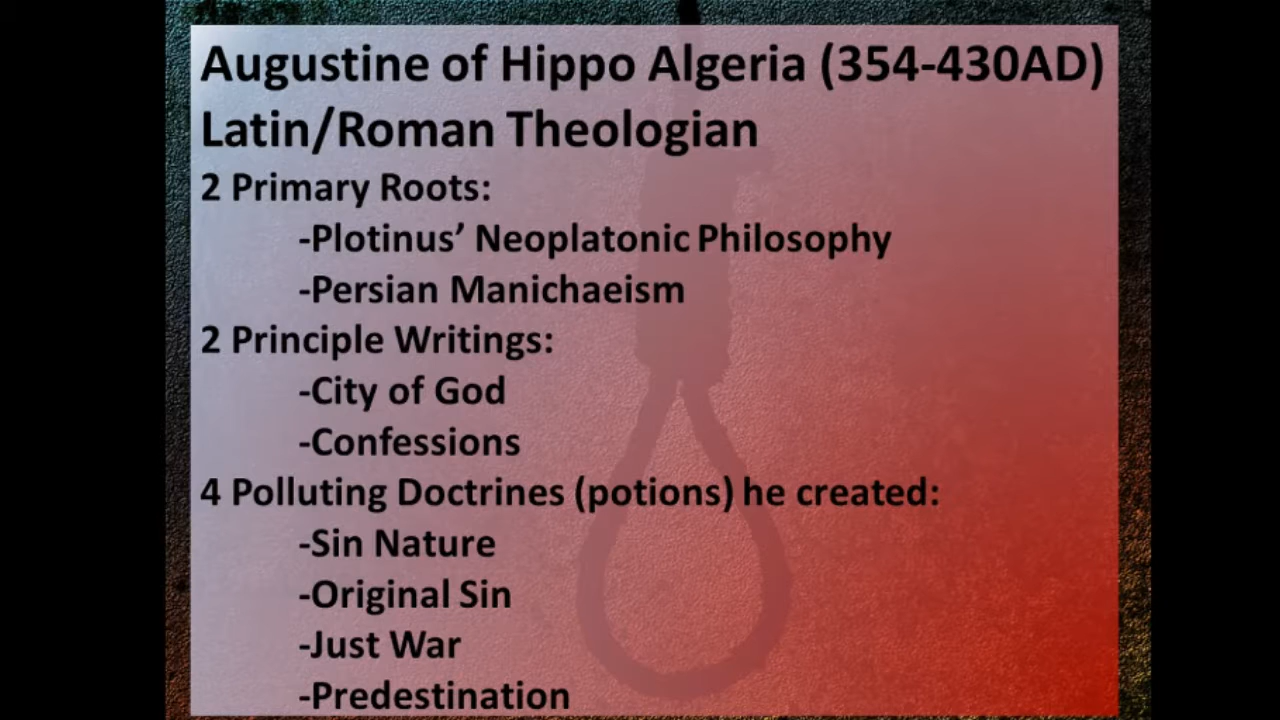 Augustine of Hippo Algeria (354-430AD)
Latin/Roman Theologian
2 Primary Roots:
-Plotinus’ Neoplatonic Philosophy
-Persian Manichaeism
2 Principle Writings:
-City of God
-Confessions
4 Polluting Doctrines (potions) he created:
-Sin Nature
-Original Sin
-Just War
-Predestination